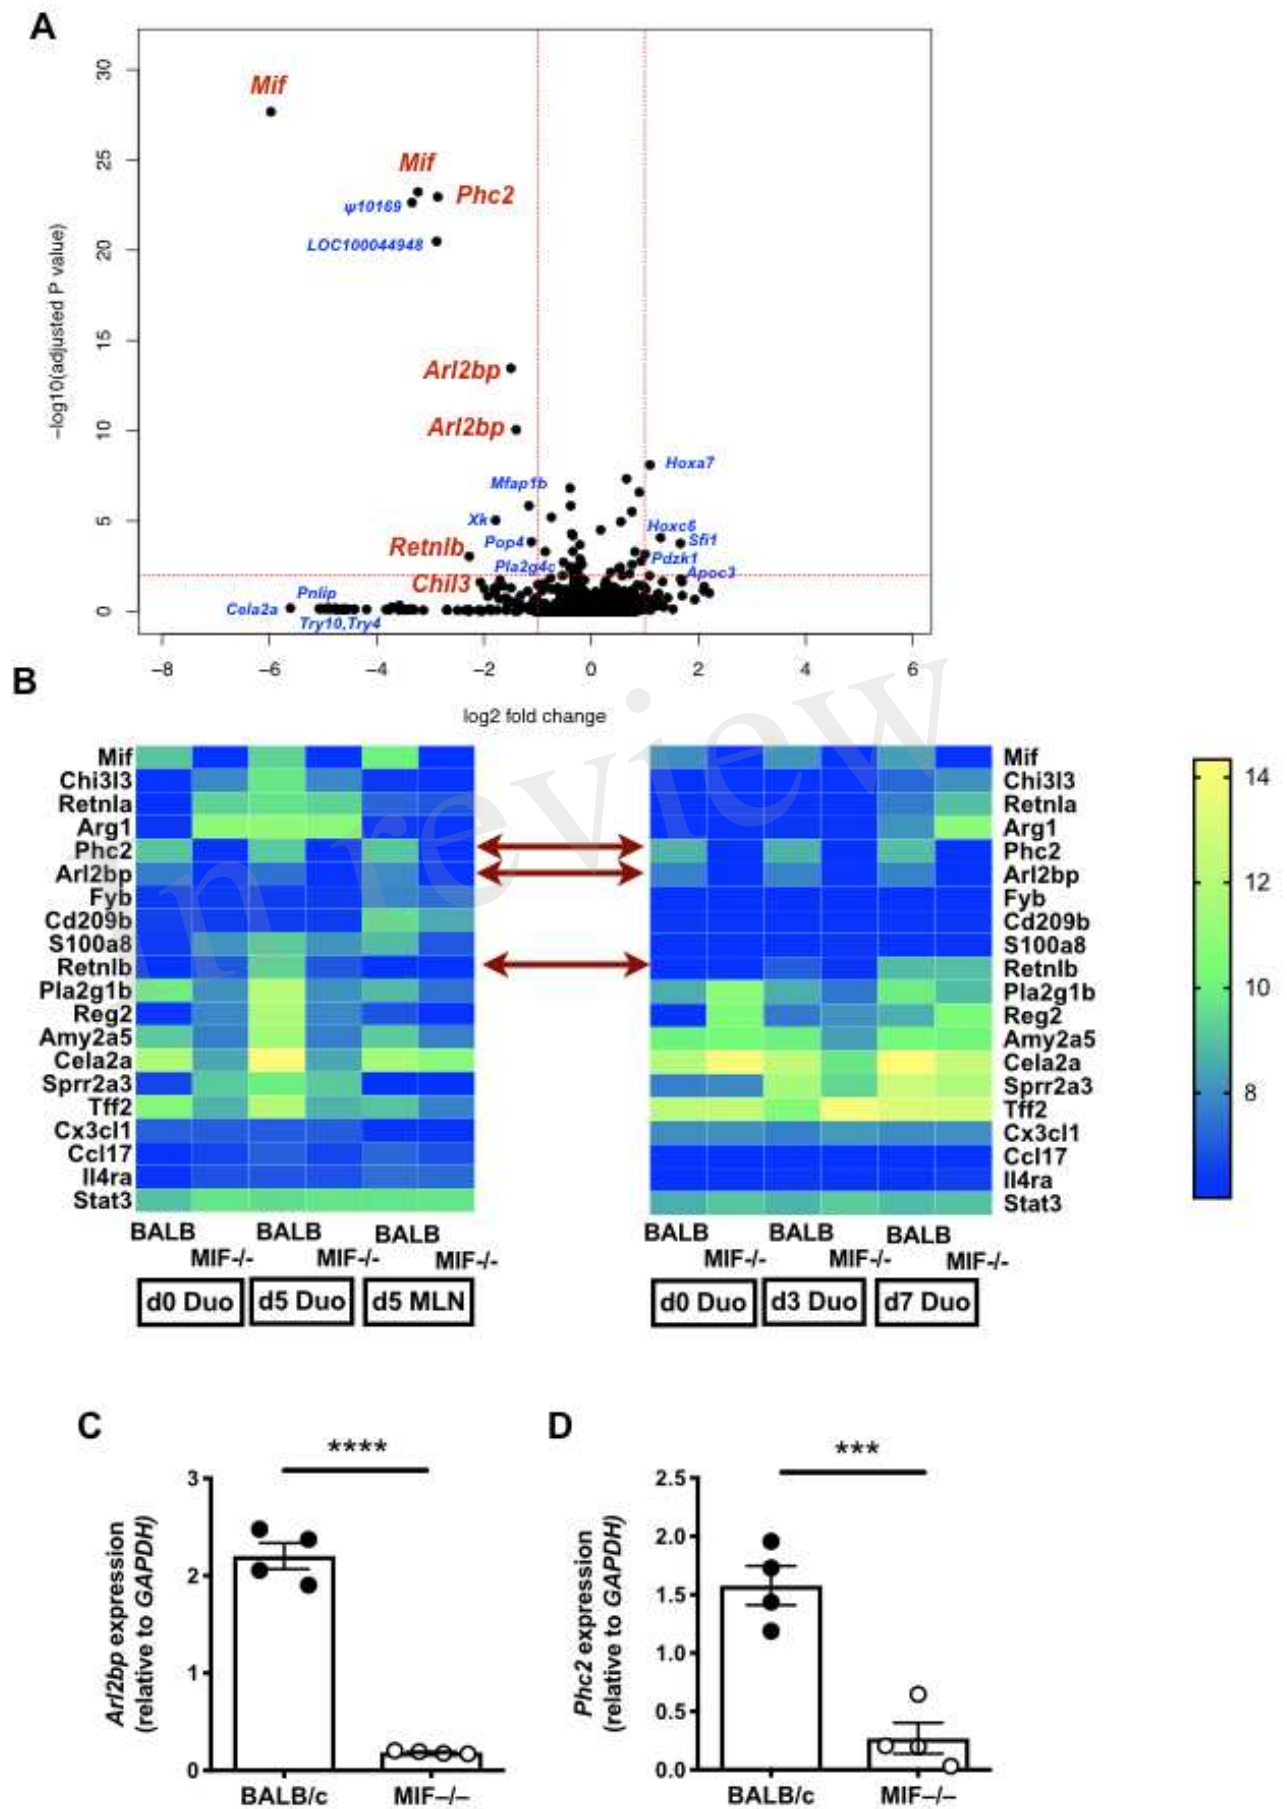 A
30
25
20
15
10
5
0
−log10(adjusted P value)
Mif
Mif
Phc2
ψ10169
LOC100044948
Arl2bp
Arl2bp
Hoxa7
Mfap1b
Xk
Hoxc6
Retnlb
Pop4
Sfi1
Pla2g4c
Pdzk1
Chil3
Apoc3
Pnlip
Cela2a
Try10,Try4
−8
−6
−4
−2
0
2
4
6
log2 fold change
B
Mif
Chi3l3
Retnla
Arg1
Phc2
Arl2bp
Fyb
Cd209b
S100a8
Retnlb
Pla2g1b
Reg2
Amy2a5
Cela2a
Sprr2a3
Tff2
Cx3cl1
Ccl17
Il4ra
Stat3
BALB
BALB
BALB
MIF-/-
MIF-/-
MIF-/-
d0 Duo
d5 Duo
d5 MLN
Mif
Chi3l3
Retnla
Arg1
Phc2
Arl2bp
Fyb
Cd209b
S100a8
Retnlb
Pla2g1b
Reg2
Amy2a5
Cela2a
Sprr2a3
Tff2
Cx3cl1
Ccl17
Il4ra
Stat3
BALB
BALB
BALB
MIF-/-
MIF-/-
MIF-/-
d0 Duo
d3 Duo
d7 Duo
14
12
10
8
In review
C
****
3
2
1
0
Arl2bp expression
(relative to GAPDH)
BALB/c
MIF−/−
D
***
2.5
2.0
1.5
1.0
0.5
0.0
Phc2 expression
(relative to GAPDH)
BALB/c
MIF−/−